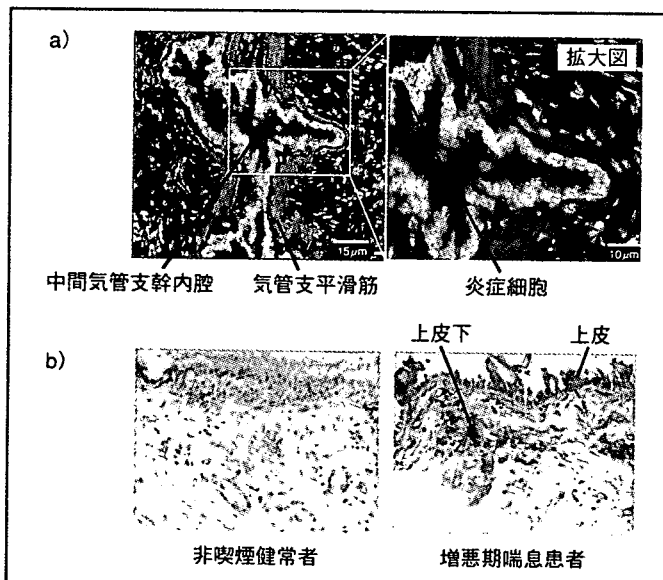 a)
拡大図
15μm
10μm
中間気管支幹内腔
気管支平滑筋
炎症細胞
b)
上皮下
上皮
非喫煙健常者
増悪期喘息患者